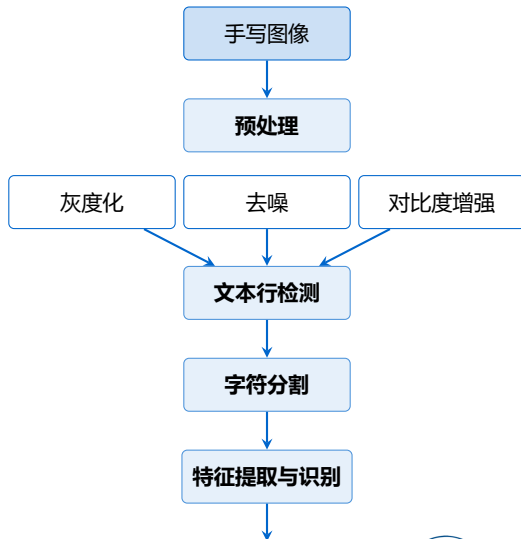 手写图像
预处理
灰度化 去噪 对比度增强
文本行检测
字符分割
特征提取与识别